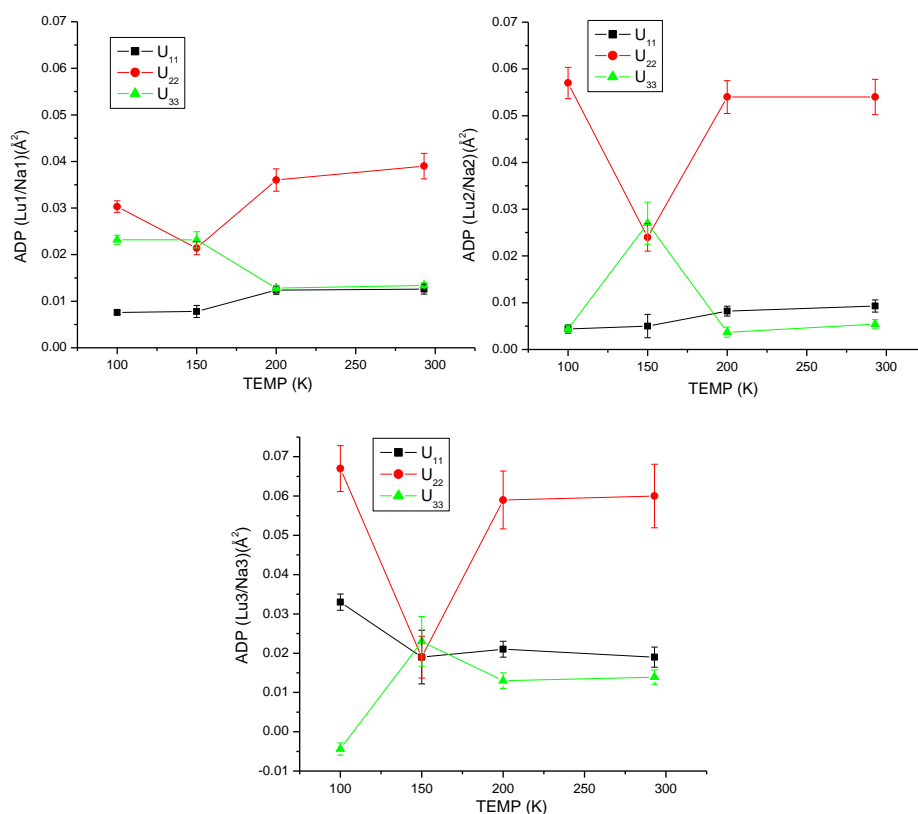 0.07
0.06
0.05
0.04
0.03
0.02
0.01
0.00
ADP (Lu1/Na1)(Å²)
U₁₁
U₂₂
U₃₃
100 150 200 250 300
TEMP (K)
0.07
0.06
0.05
0.04
0.03
0.02
0.01
0.00
ADP (Lu2/Na2)(Å²)
U₁₁
U₂₂
U₃₃
100 150 200 250 300
TEMP (K)
0.07
0.06
0.05
0.04
0.03
0.02
0.01
0.00
-0.01
ADP (Lu3/Na3)(Å²)
U₁₁
U₂₂
U₃₃
100 150 200 250 300
TEMP (K)